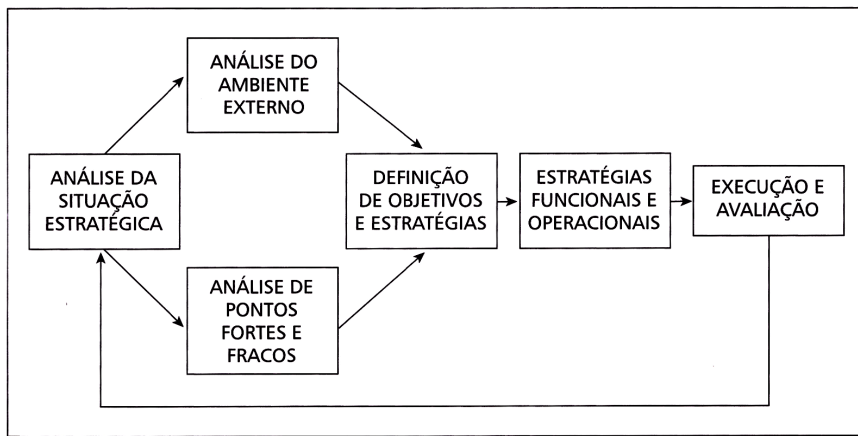 ANÁLISE DO
AMBIENTE
EXTERNO
ANÁLISE DA
SITUAÇÃO
ESTRATÉGICA
DEFINIÇÃO
DE OBJETIVOS
E ESTRATÉGIAS
ESTRATÉGIAS
FUNCIONAIS E
OPERACIONAIS
EXECUÇÃO E
AVALIAÇÃO
ANÁLISE DE
PONTOS
FORTES E
FRACOS